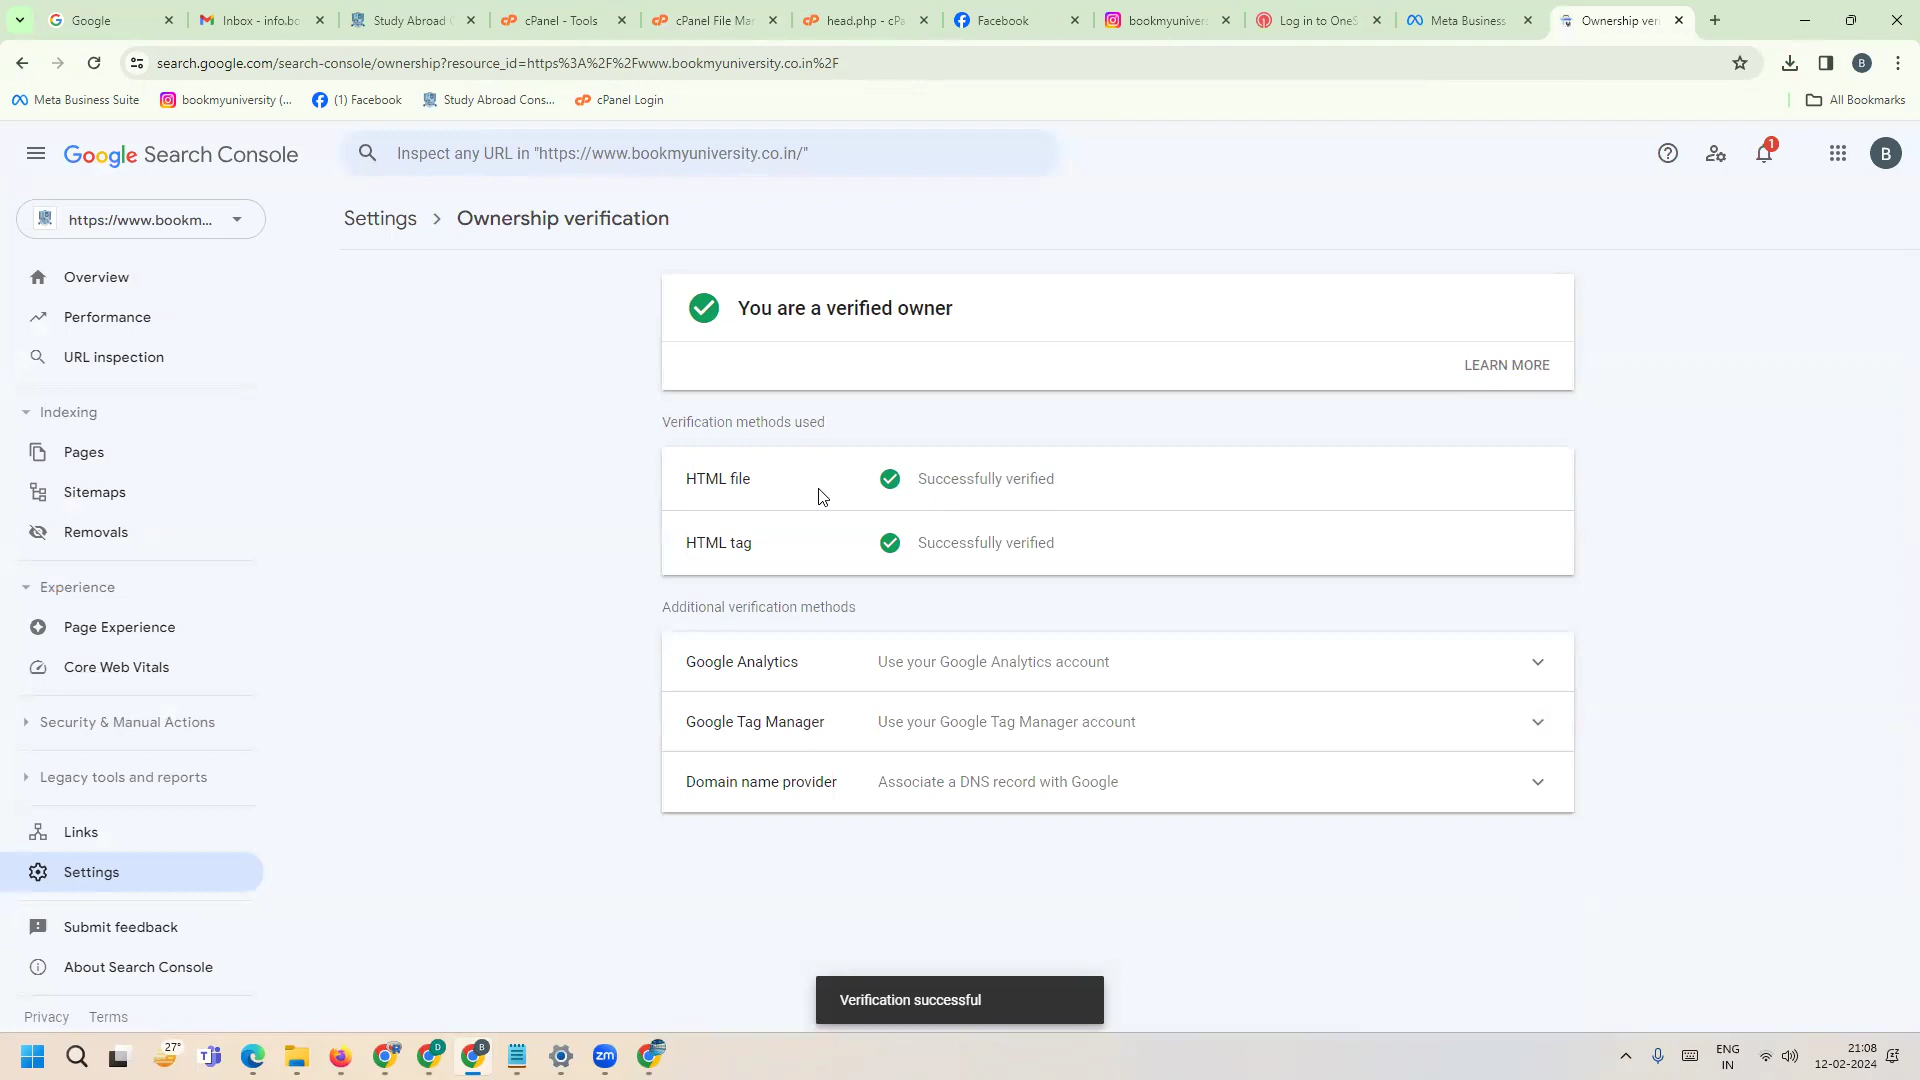 Google
Inbox - info.bo
Study Abroad C
cPanel - Tools
cPanel File Mar
head.php - cPa
Facebook
bookmyuniver
Log in to OneS
Meta Business
Ownership veri
search.google.com/search-console/ownership?resource_id=https%3A%2F%2Fwww.bookmyuniversity.co.in%2F
B
Meta Business Suite
bookmyuniversity (...
(1) Facebook
Study Abroad Cons...
cPanel Login
All Bookmarks
Google Search Console
Inspect any URL in "https://www.bookmyuniversity.co.in/"
1
B
https://www.bookm...
Settings > Ownership verification
Overview
Performance
URL inspection
Indexing
Pages
Sitemaps
Removals
Experience
Page Experience
Core Web Vitals
Security & Manual Actions
Legacy tools and reports
Links
Settings
Submit feedback
About Search Console
Privacy Terms
You are a verified owner
LEARN MORE
Verification methods used
HTML file Successfully verified
HTML tag Successfully verified
Additional verification methods
Google Analytics Use your Google Analytics account
Google Tag Manager Use your Google Tag Manager account
Domain name provider Associate a DNS record with Google
Verification successful
27°
D
B
zm
ENG
IN
21:08
12-02-2024